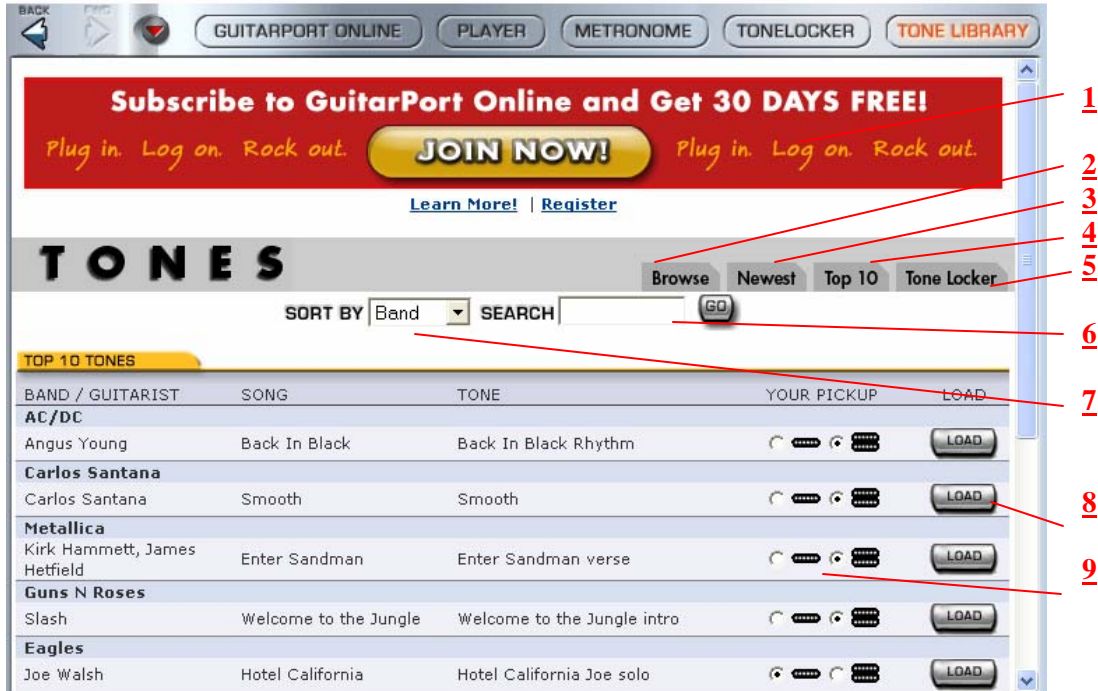 BACK FWD
GUITARPORT ONLINE PLAYER METRONOME TONELOCKER TONE LIBRARY
Subscribe to GuitarPort Online and Get 30 DAYS FREE!
Plug in. Log on. Rock out. JOIN NOW! Plug in. Log on. Rock out.
Learn More! | Register
1
2
3
4
5
TONES
Browse Newest Top 10 Tone Locker
SORT BY Band SEARCH GO
6
TOP 10 TONES
BAND / GUITARIST SONG TONE YOUR PICKUP LOAD
7
AC/DC
Angus Young Back In Black Back In Black Rhythm LOAD
Carlos Santana
Carlos Santana Smooth Smooth LOAD
8
Metallica
Kirk Hammett, James Hetfield Enter Sandman Enter Sandman verse LOAD
9
Guns N Roses
Slash Welcome to the Jungle Welcome to the Jungle intro LOAD
Eagles
Joe Walsh Hotel California Hotel California Joe solo LOAD